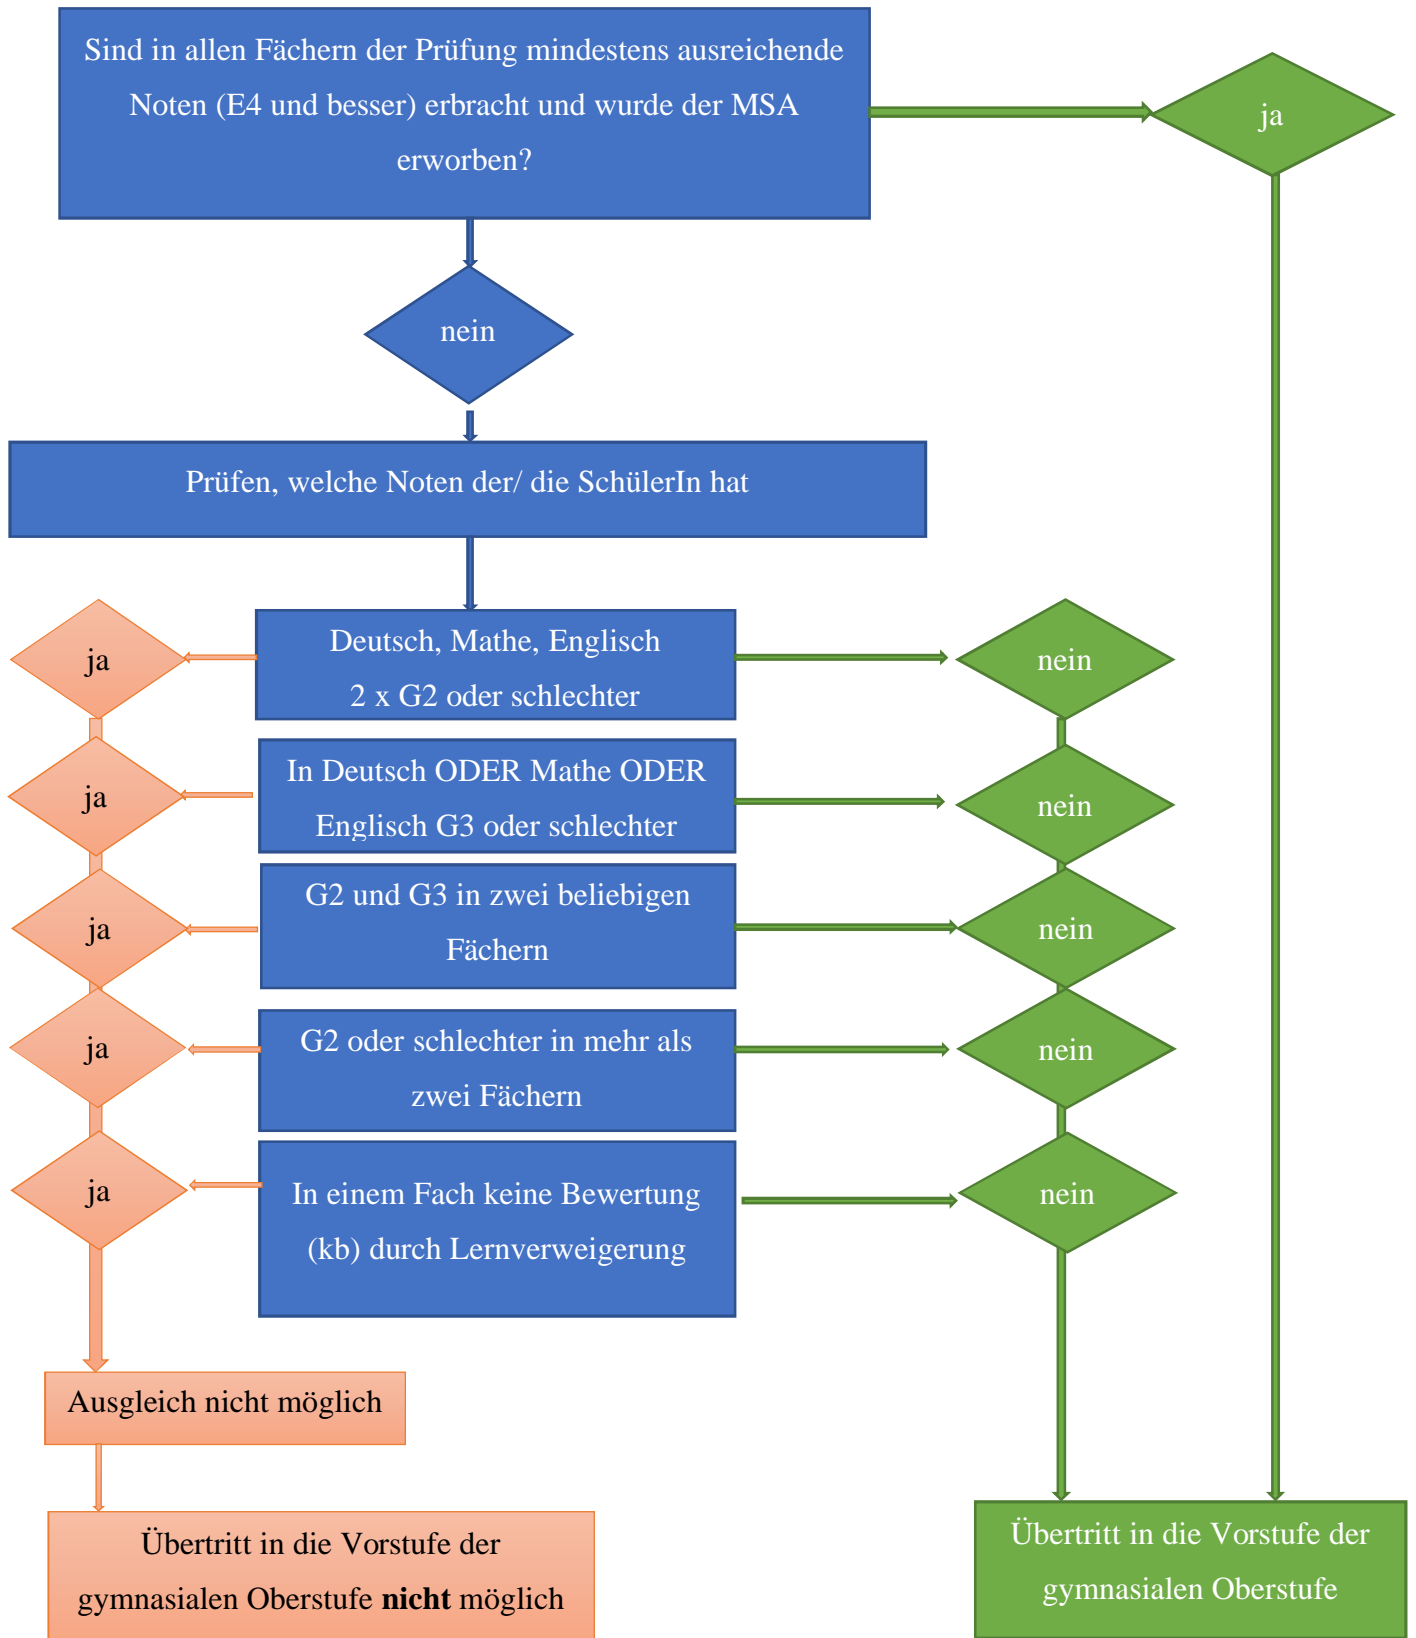 Sind in allen Fächern der Prüfung mindestens ausreichende
Noten (E4 und besser) erbracht und wurde der MSA
erworben?
ja
nein
Prüfen, welche Noten der/ die SchülerIn hat
ja
Deutsch, Mathe, Englisch
2 x G2 oder schlechter
nein
ja
In Deutsch ODER Mathe ODER
Englisch G3 oder schlechter
nein
ja
G2 und G3 in zwei beliebigen
Fächern
nein
ja
G2 oder schlechter in mehr als
zwei Fächern
nein
ja
In einem Fach keine Bewertung
(kb) durch Lernverweigerung
nein
Ausgleich nicht möglich
Übertritt in die Vorstufe der
gymnasialen Oberstufe nicht möglich
Übertritt in die Vorstufe der
gymnasialen Oberstufe